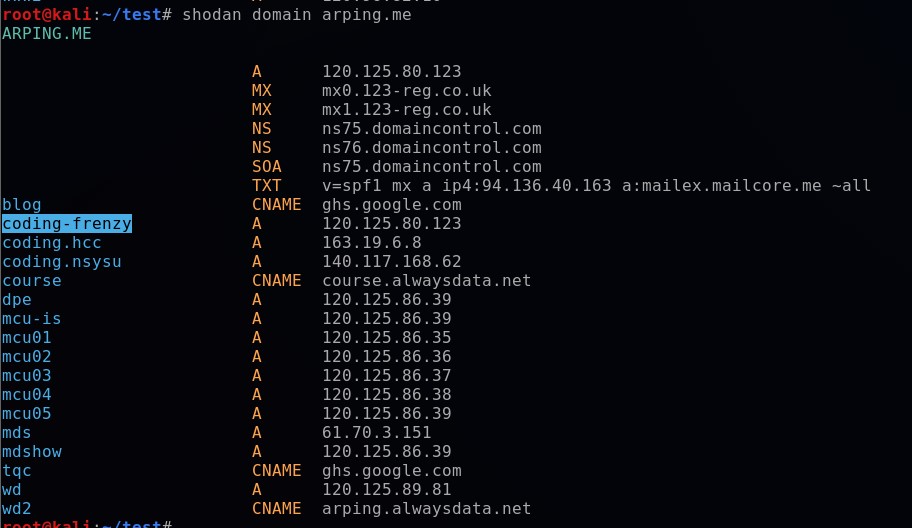 root@kali:~/test# shodan domain arping.me
ARPING.ME
A 120.125.80.123
MX mx0.123-reg.co.uk
MX mx1.123-reg.co.uk
NS ns75.domaincontrol.com
NS ns76.domaincontrol.com
SOA ns75.domaincontrol.com
TXT v=spf1 mx a ip4:94.136.40.163 a:mailex.mailcore.me ~all
blog CNAME ghs.google.com
coding-frenzy A 120.125.80.123
coding.hcc A 163.19.6.8
coding.nsysu A 140.117.168.62
course CNAME course.alwaysdata.net
dpe A 120.125.86.39
mcu-is A 120.125.86.39
mcu01 A 120.125.86.35
mcu02 A 120.125.86.36
mcu03 A 120.125.86.37
mcu04 A 120.125.86.38
mcu05 A 120.125.86.39
mds A 61.70.3.151
mdshow A 120.125.86.39
tqc CNAME ghs.google.com
wd A 120.125.89.81
wd2 CNAME arping.alwaysdata.net
root@kali:~/test#